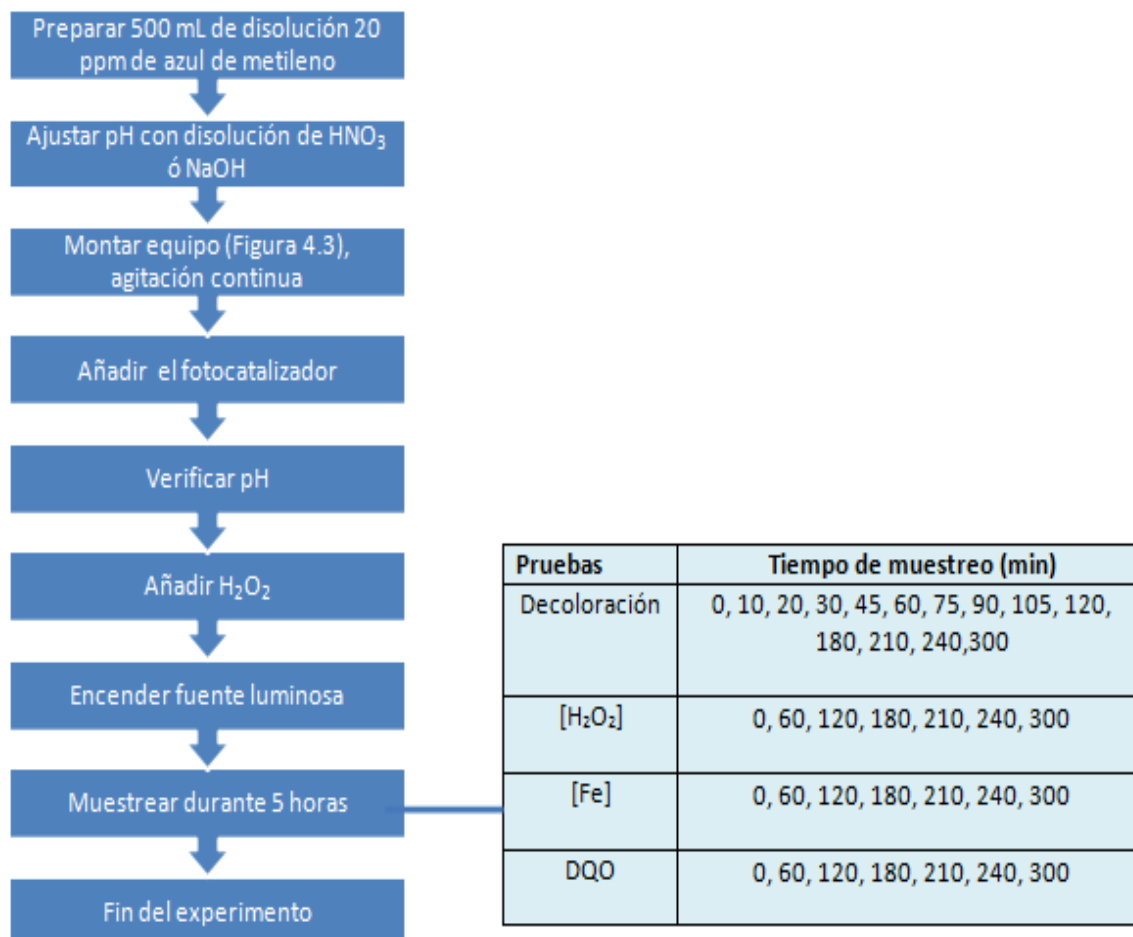 Preparar 500 mL de disolución 20
ppm de azul de metileno
Ajustar pH con disolución de HNO₃
ó NaOH
Montar equipo (Figura 4.3),
agitación continua
Añadir el fotocatalizador
Verificar pH
Añadir H₂O₂
Encender fuente luminosa
Muestrear durante 5 horas
Fin del experimento
Pruebas Tiempo de muestreo (min)
Decoloración 0, 10, 20, 30, 45, 60, 75, 90, 105, 120,
180, 210, 240,300
[H₂O₂] 0, 60, 120, 180, 210, 240, 300
[Fe] 0, 60, 120, 180, 210, 240, 300
DQO 0, 60, 120, 180, 210, 240, 300